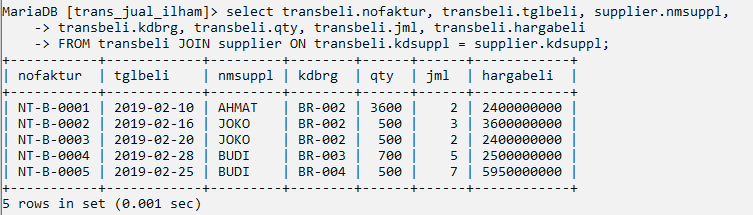 MariaDB [trans_jual_ilham]> select transbeli.nofaktur, transbeli.tglbeli, supplier.nmsuppl,
    -> transbeli.kdbrg, transbeli.qty, transbeli.jml, transbeli.hargabeli
    -> FROM transbeli JOIN supplier ON transbeli.kdsuppl = supplier.kdsuppl;
+-----------+------------+---------+--------+------+------+------------+
| nofaktur  | tglbeli    | nmsuppl | kdbrg  | qty  | jml  | hargabeli  |
+-----------+------------+---------+--------+------+------+------------+
| NT-B-0001 | 2019-02-10 | AHMAT   | BR-002 | 3600 |    2 | 2400000000 |
| NT-B-0002 | 2019-02-16 | JOKO    | BR-002 |  500 |    3 | 3600000000 |
| NT-B-0003 | 2019-02-20 | JOKO    | BR-002 |  500 |    2 | 2400000000 |
| NT-B-0004 | 2019-02-28 | BUDI    | BR-003 |  700 |    5 | 2500000000 |
| NT-B-0005 | 2019-02-25 | BUDI    | BR-004 |  500 |    7 | 5950000000 |
+-----------+------------+---------+--------+------+------+------------+
5 rows in set (0.001 sec)